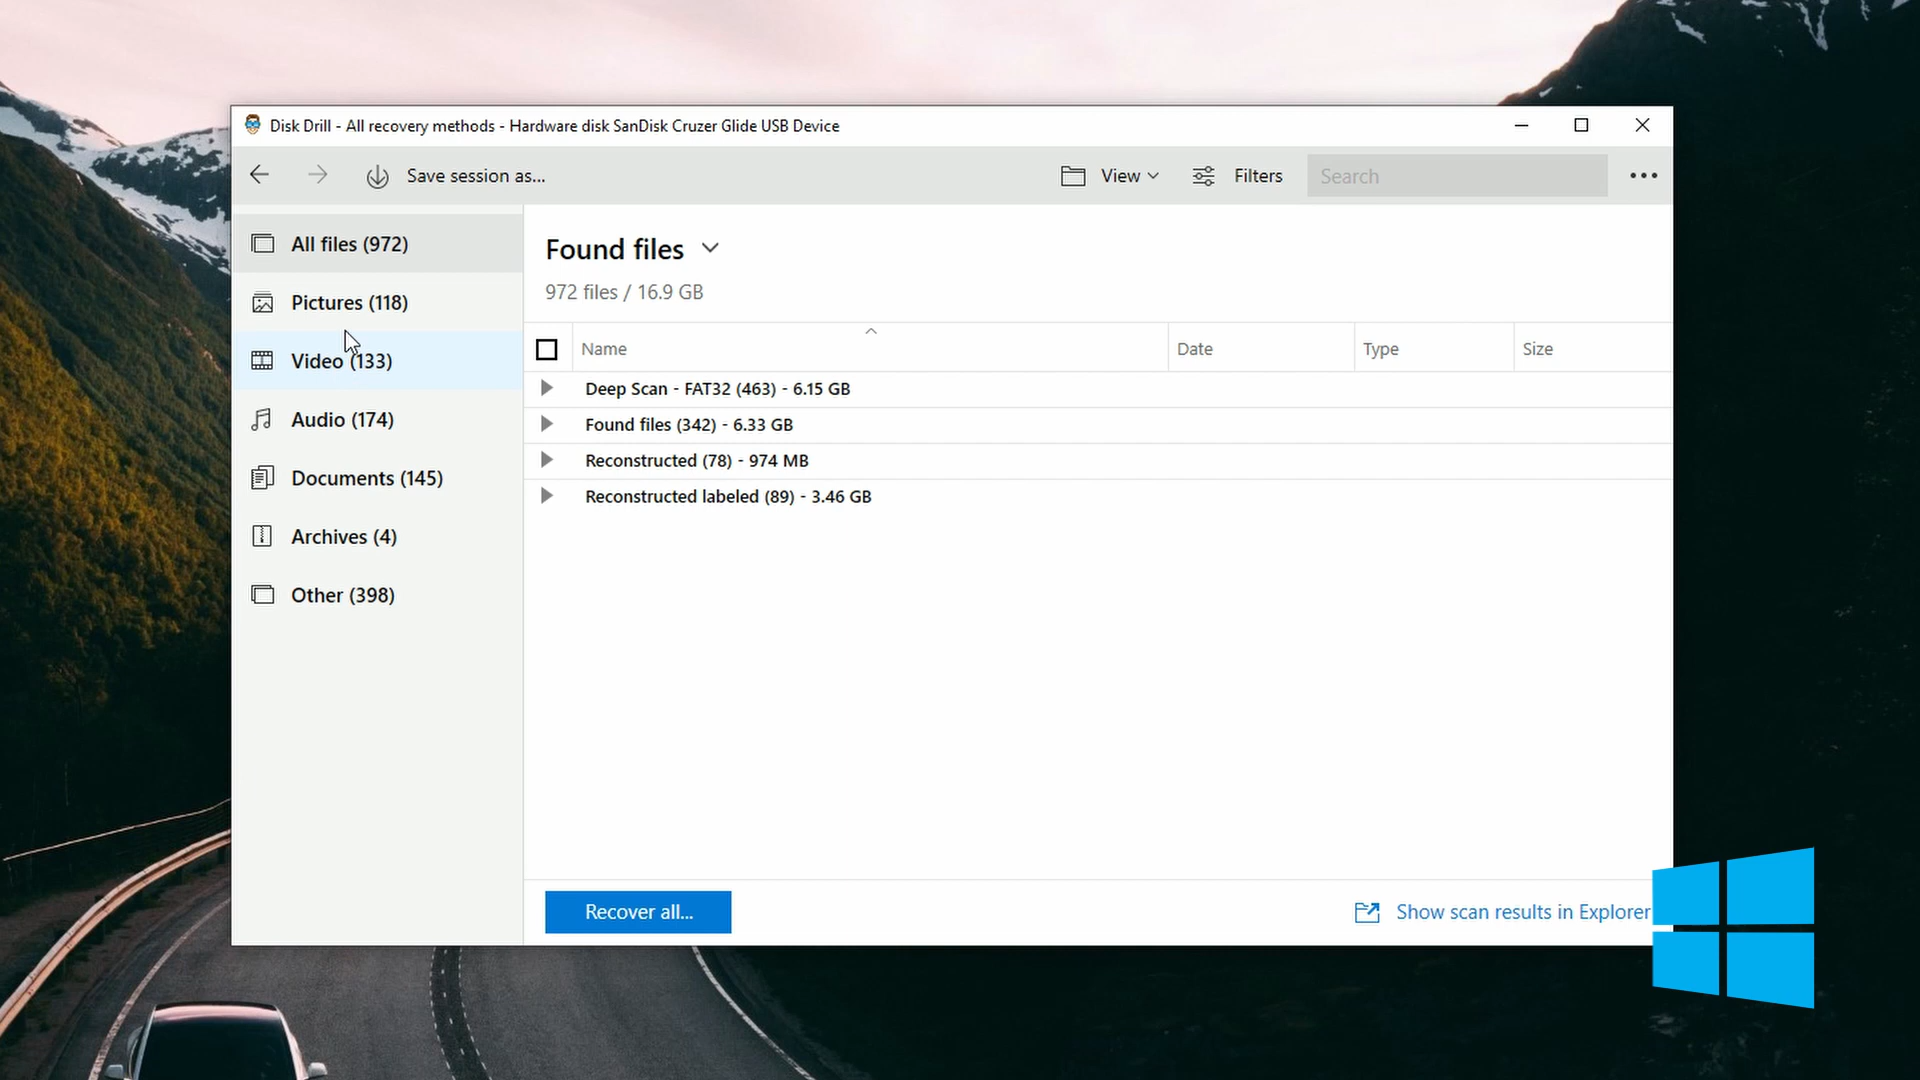 Disk Drill - All recovery methods - Hardware disk SanDisk Cruzer Glide USB Device
Save session as...
View
Filters
Search
All files (972)
Pictures (118)
Video (133)
Audio (174)
Documents (145)
Archives (4)
Other (398)
Found files
972 files / 16.9 GB
Name
Date
Type
Size
Deep Scan - FAT32 (463) - 6.15 GB
Found files (342) - 6.33 GB
Reconstructed (78) - 974 MB
Reconstructed labeled (89) - 3.46 GB
Recover all...
Show scan results in Explorer